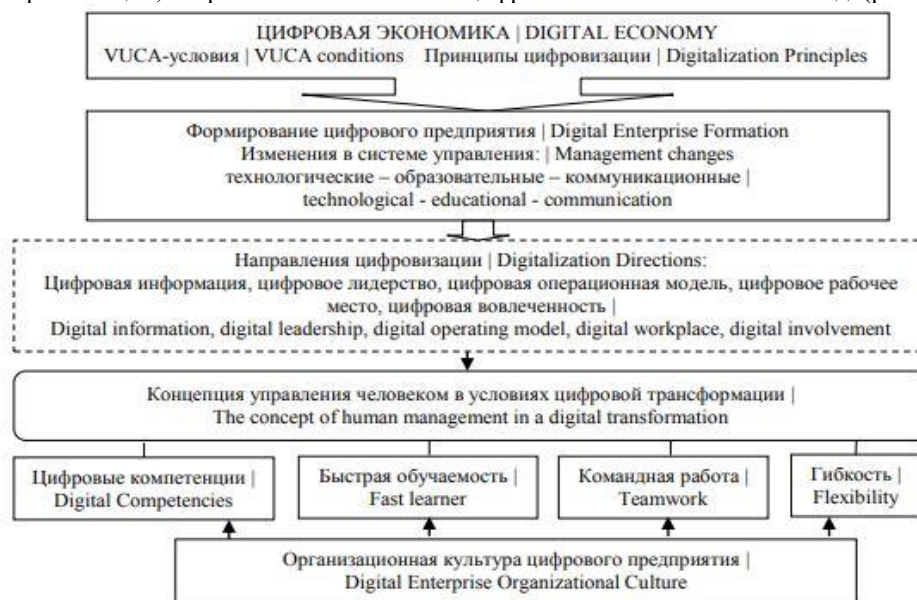 ЦИФРОВАЯ ЭКОНОМИКА | DIGITAL ECONOMY
VUCA-условия | VUCA conditions Принципы цифровизации | Digitalization Principles
Формирование цифрового предприятия | Digital Enterprise Formation
Изменения в системе управления: | Management changes
технологические – образовательные – коммуникационные |
technological - educational - communication
Направления цифровизации | Digitalization Directions:
Цифровая информация, цифровое лидерство, цифровая операционная модель, цифровое рабочее
место, цифровая вовлеченность |
Digital information, digital leadership, digital operating model, digital workplace, digital involvement
Концепция управления человеком в условиях цифровой трансформации |
The concept of human management in a digital transformation
Цифровые компетенции |
Digital Competencies
Быстрая обучаемость |
Fast learner
Командная работа |
Teamwork
Гибкость |
Flexibility
Организационная культура цифрового предприятия |
Digital Enterprise Organizational Culture